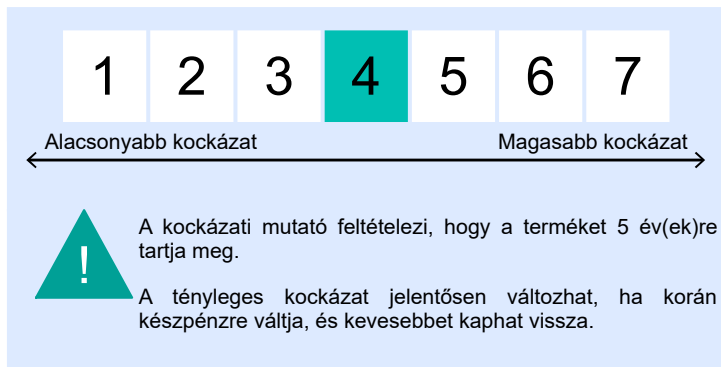 1 2 3 4 5 6 7
Alacsonyabb kockázat Magasabb kockázat
!
A kockázati mutató feltételezi, hogy a terméket 5 év(ek)re
tartja meg.
A tényleges kockázat jelentősen változhat, ha korán
készpénzre váltja, és kevesebbet kaphat vissza.